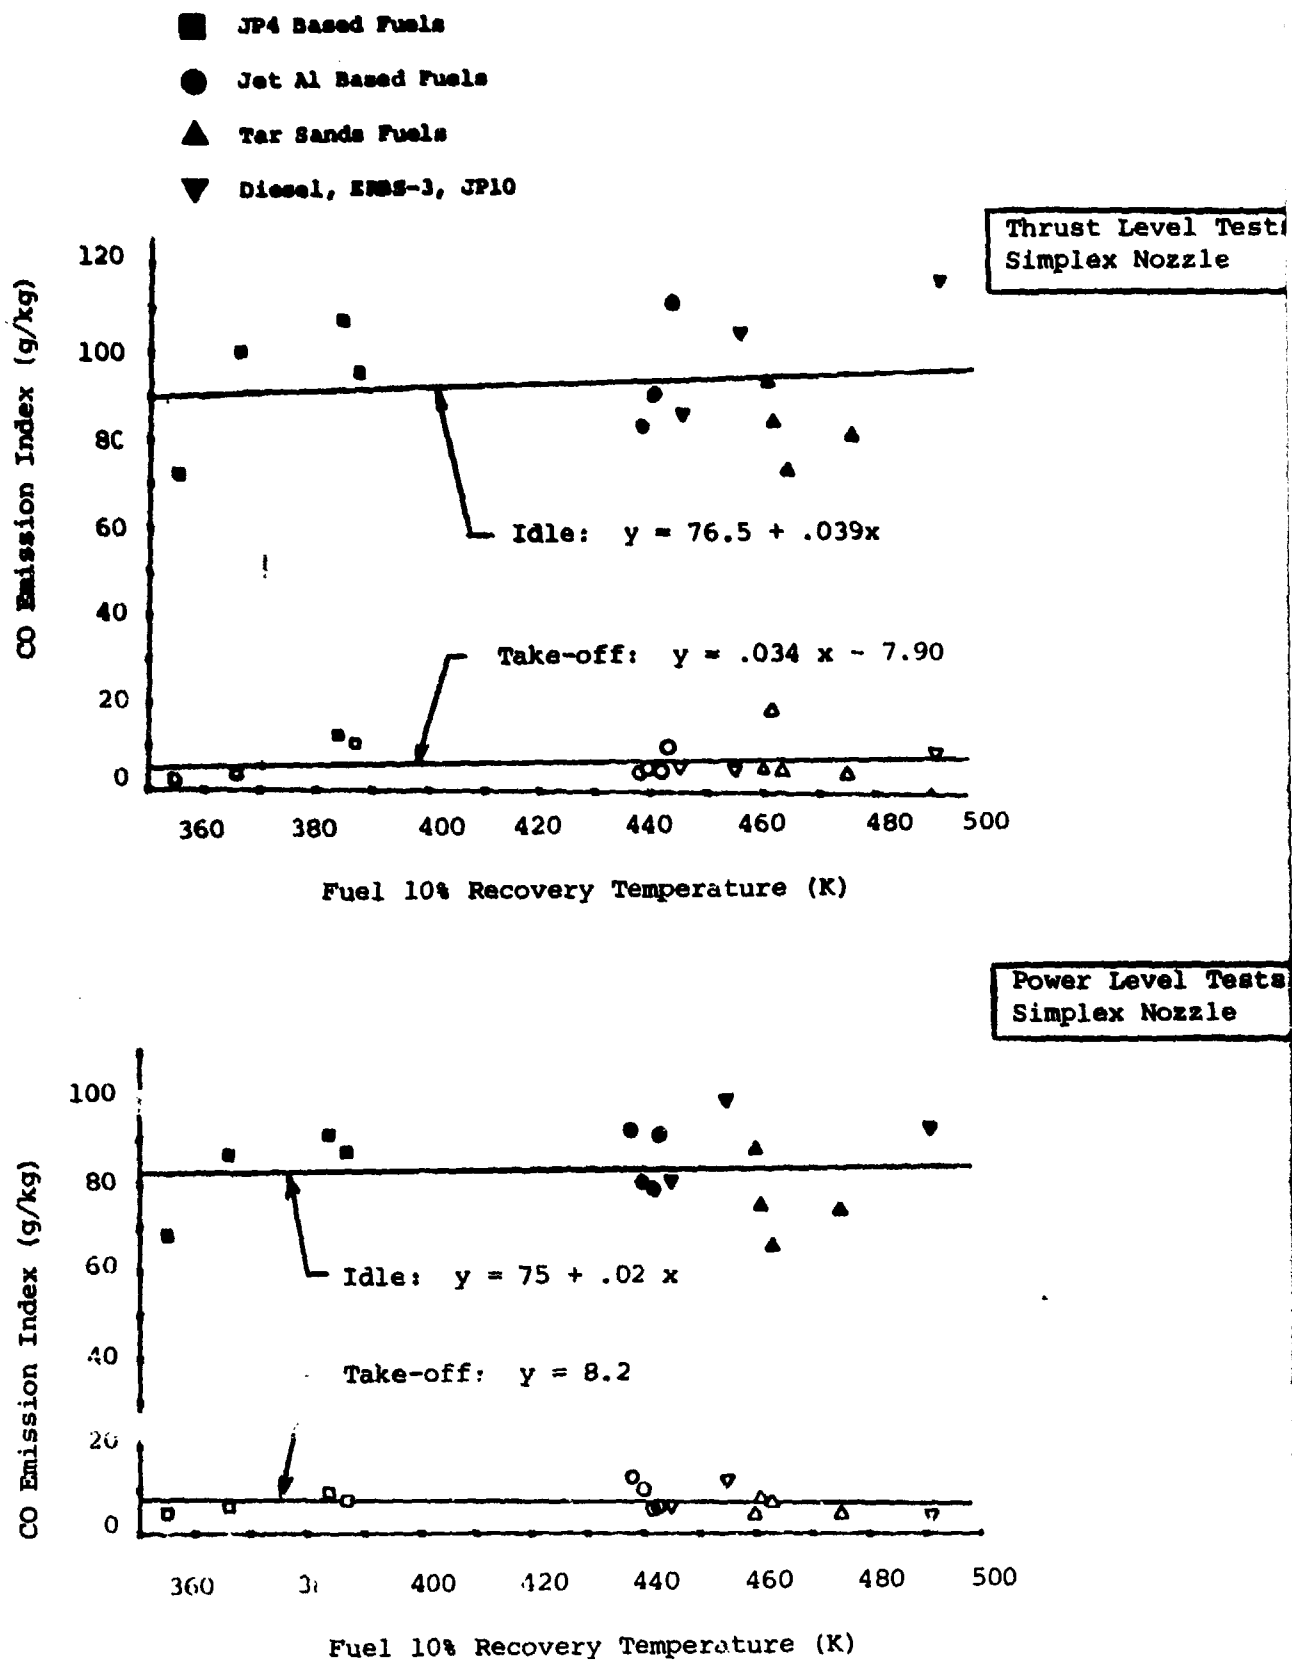 JP4 Based Fuels
Jet A1 Based Fuels
Tar Sands Fuels
Diesel, ERBS-3, JP10
Thrust Level Tests
Simplex Nozzle
CO Emission Index (g/kg)
120
100
80
60
40
20
0
Idle: y = 76.5 + .039x
Take-off: y = .034 x - 7.90
360 380 400 420 440 460 480 500
Fuel 10% Recovery Temperature (K)
Power Level Tests
Simplex Nozzle
CO Emission Index (g/kg)
100
80
60
40
20
0
Idle: y = 75 + .02 x
Take-off: y = 8.2
360 400 420 440 460 480 500
Fuel 10% Recovery Temperature (K)